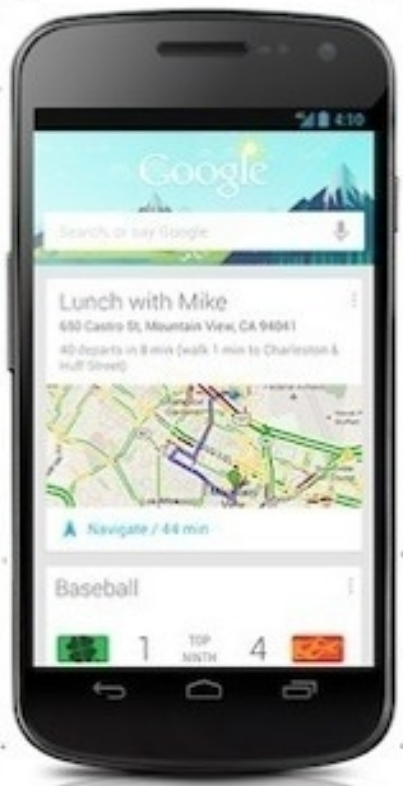 4:10
Google
Search, or say Google
Lunch with Mike
650 Castro St, Mountain View, CA 94041
40 departs in 8 min (walk 1 min to Charleston &
Huff Street)
Navigate / 44 min
Baseball
1 TOP 4
NINTH